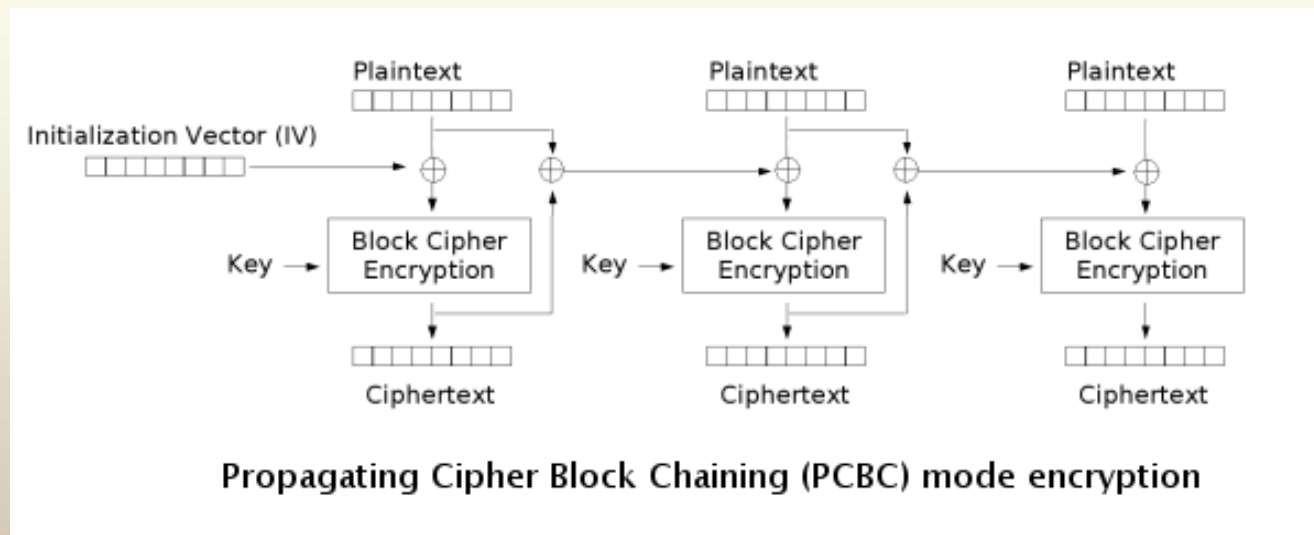 Plaintext
Plaintext
Plaintext
Initialization Vector (IV)
Block Cipher
Encryption
Block Cipher
Encryption
Block Cipher
Encryption
Key
Key
Key
Ciphertext
Ciphertext
Ciphertext
Propagating Cipher Block Chaining (PCBC) mode encryption